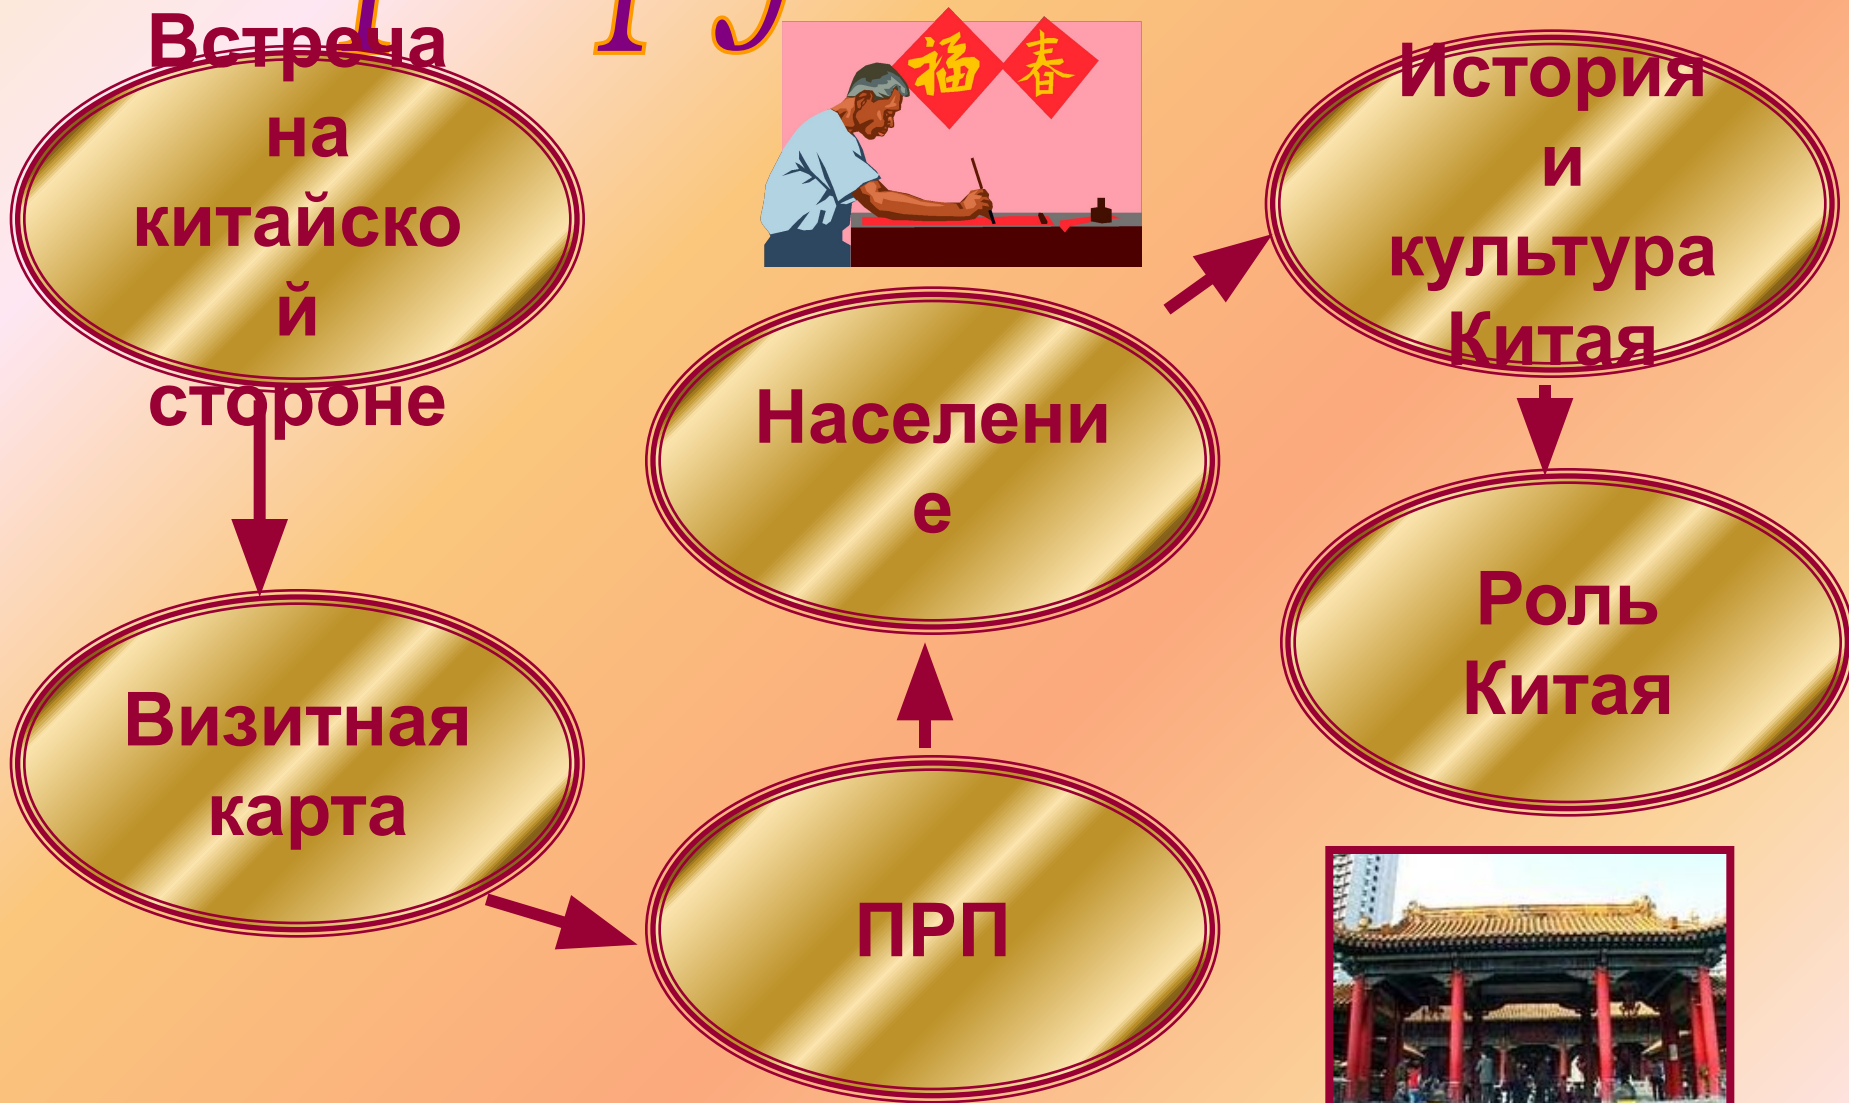 Встреча
на
китайско
й
стороне
福 春
История
и
культура
Китая
Населени
е
Роль
Китая
Визитная
карта
ПРП